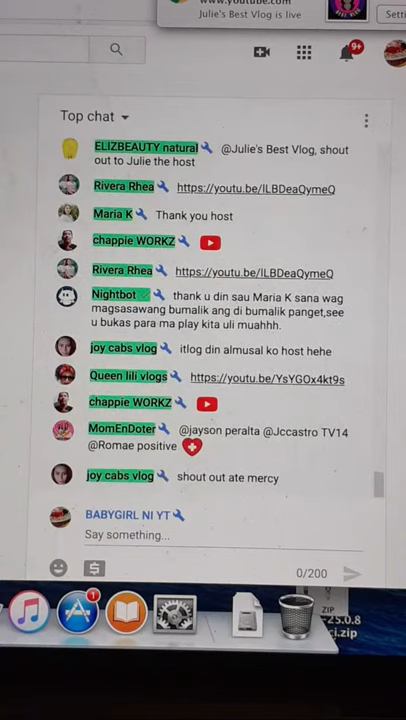 www.youtube.com
Julie's Best Vlog is live
Setti
9+
Top chat
ELIZBEAUTY natural @Julie's Best Vlog, shout
out to Julie the host
Rivera Rhea https://youtu.be/lLBDeaQymeQ
Maria K Thank you host
chappie WORKZ
Rivera Rhea https://youtu.be/lLBDeaQymeQ
Nightbot thank u din sau Maria K sana wag
magsasawang bumalik ang di bumalik panget,see
u bukas para ma play kita uli muahhh.
joy cabs vlog itlog din almusal ko host hehe
Queen lili vlogs https://youtu.be/YsYGOx4kt9s
chappie WORKZ
MomEnDoter @jayson peralta @Jccastro TV14
@Romae positive
joy cabs vlog shout out ate mercy
BABYGIRL NI YT
Say something...
0/200
1
ZIP
-25.0.8
ci.zip